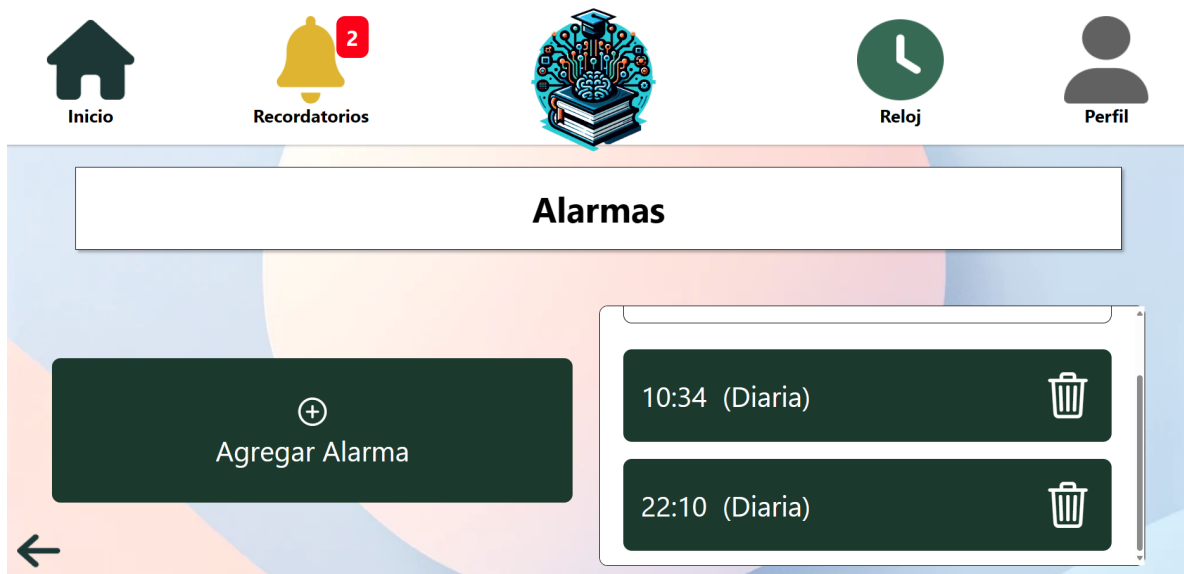 2
Inicio
Recordatorios
Reloj
Perfil
Alarmas
Agregar Alarma
10:34 (Diaria)
22:10 (Diaria)